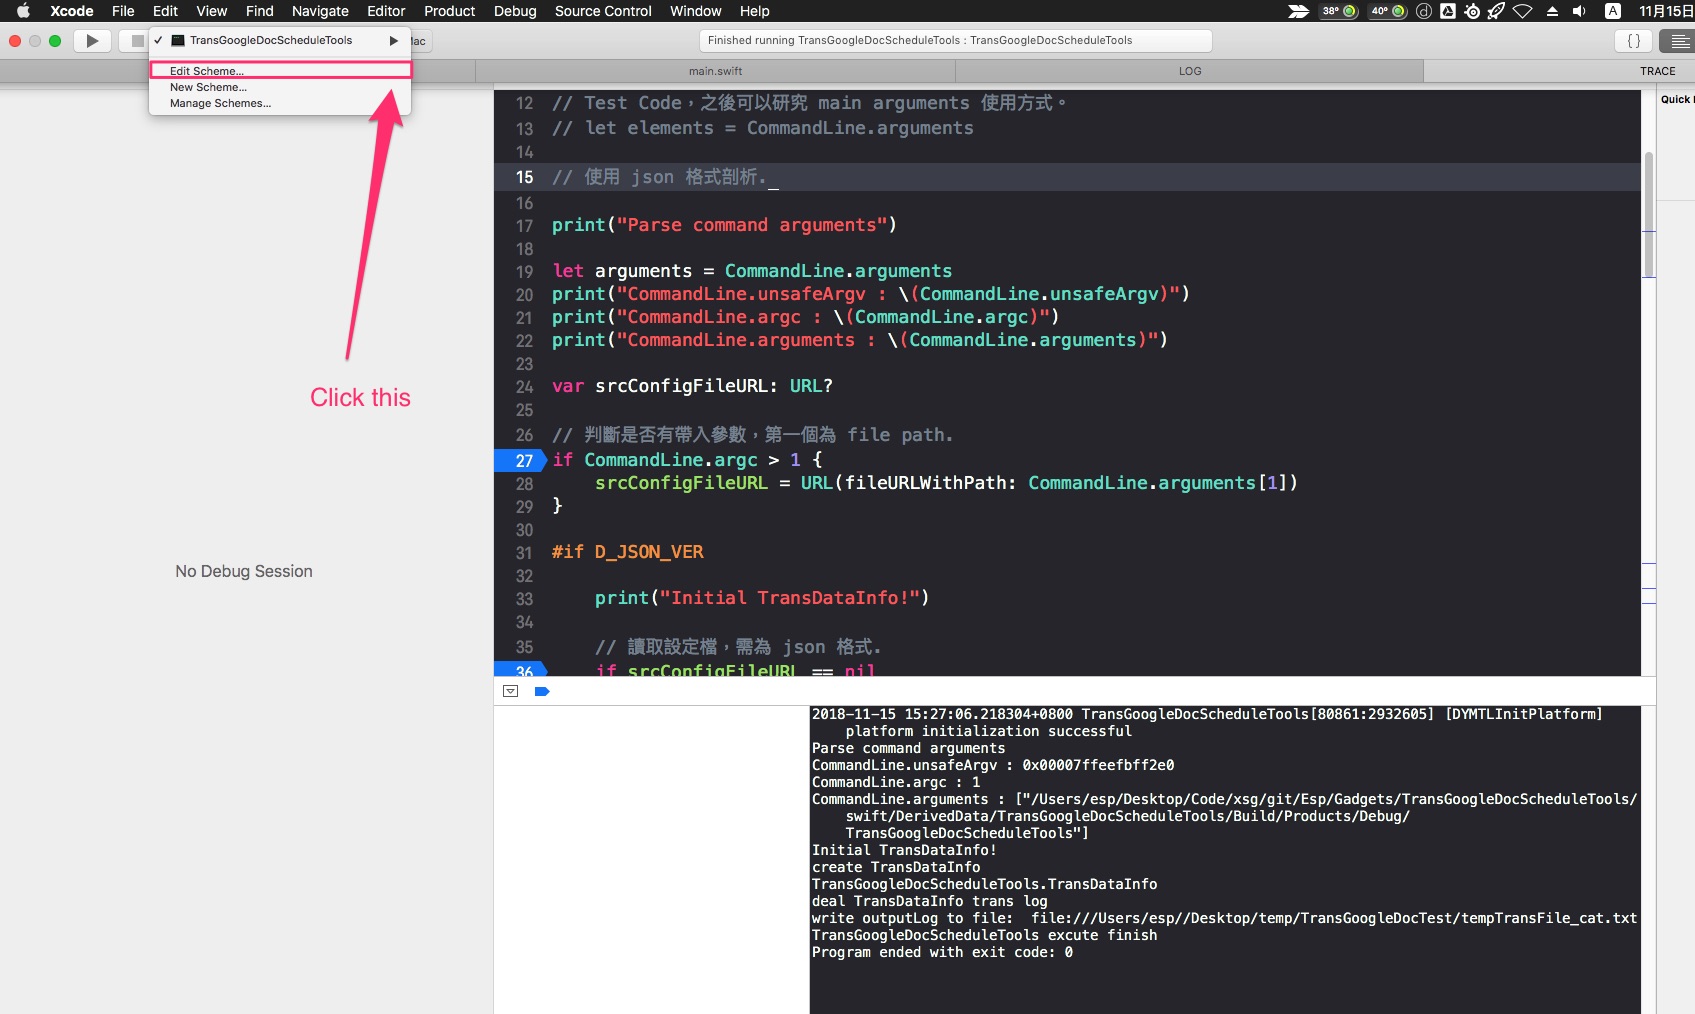 Xcode File Edit View Find Navigate Editor Product Debug Source Control Window Help 38° 40° A 11月15日
TransGoogleDocScheduleTools
Finished running TransGoogleDocScheduleTools : TransGoogleDocScheduleTools
{ }
Edit Scheme...
New Scheme...
Manage Schemes...
main.swift LOG TRACE
Quick
Click this
No Debug Session
12 // Test Code，之後可以研究 main arguments 使用方式。
13 // let elements = CommandLine.arguments
14
15 // 使用 json 格式剖析.
16
17 print("Parse command arguments")
18
19 let arguments = CommandLine.arguments
20 print("CommandLine.unsafeArgv : \(CommandLine.unsafeArgv)")
21 print("CommandLine.argc : \(CommandLine.argc)")
22 print("CommandLine.arguments : \(CommandLine.arguments)")
23
24 var srcConfigFileURL: URL?
25
26 // 判斷是否有帶入參數，第一個為 file path.
27 if CommandLine.argc > 1 {
28 srcConfigFileURL = URL(fileURLWithPath: CommandLine.arguments[1])
29 }
30
31 #if D_JSON_VER
32
33 print("Initial TransDataInfo!")
34
35 // 讀取設定檔，需為 json 格式.
36 if srcConfigFileURL == nil
2018-11-15 15:27:06.218304+0800 TransGoogleDocScheduleTools[80861:2932605] [DYMTLInitPlatform]
platform initialization successful
Parse command arguments
CommandLine.unsafeArgv : 0x00007ffeefbff2e0
CommandLine.argc : 1
CommandLine.arguments : ["/Users/esp/Desktop/Code/xsg/git/Esp/Gadgets/TransGoogleDocScheduleTools/
swift/DerivedData/TransGoogleDocScheduleTools/Build/Products/Debug/
TransGoogleDocScheduleTools"]
Initial TransDataInfo!
create TransDataInfo
TransGoogleDocScheduleTools.TransDataInfo
deal TransDataInfo trans log
write outputLog to file:  file:///Users/esp//Desktop/temp/TransGoogleDocTest/tempTransFile_cat.txt
TransGoogleDocScheduleTools excute finish
Program ended with exit code: 0